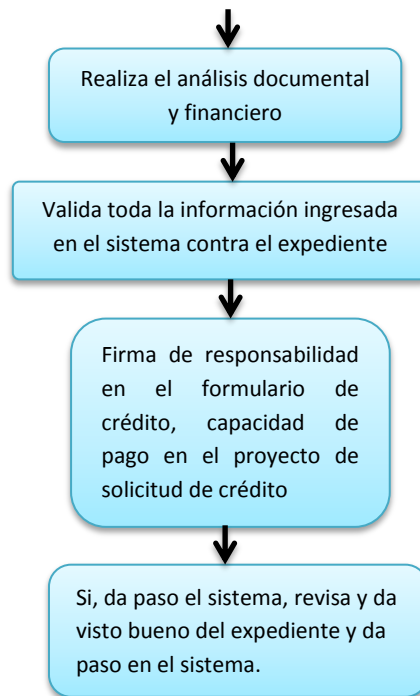 Realiza el análisis documental
y financiero
Valida toda la información ingresada
en el sistema contra el expediente
Firma de responsabilidad
en el formulario de
crédito, capacidad de
pago en el proyecto de
solicitud de crédito
Si, da paso el sistema, revisa y da
visto bueno del expediente y da
paso en el sistema.